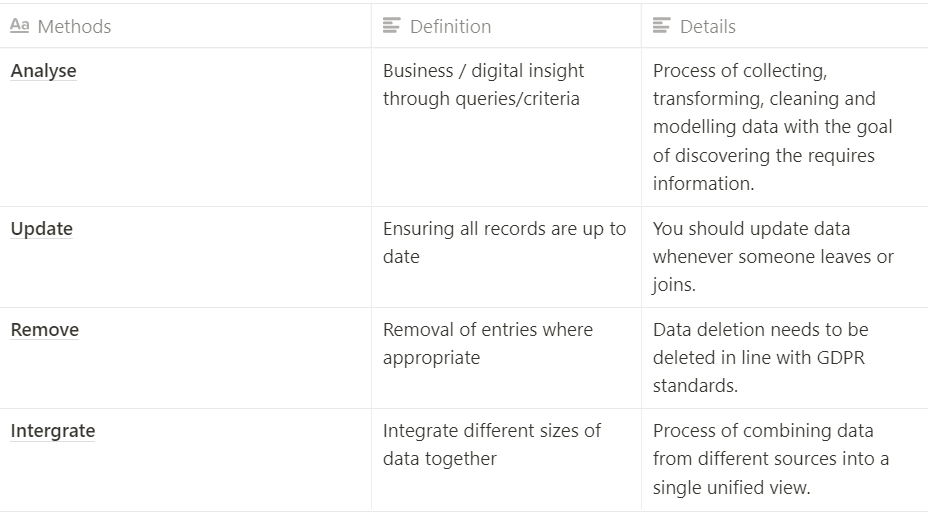 Aa Methods
Definition
Details
Analyse
Business / digital insight
through queries/criteria
Process of collecting,
transforming, cleaning and
modelling data with the goal
of discovering the requires
information.
Update
Ensuring all records are up to
date
You should update data
whenever someone leaves or
joins.
Remove
Removal of entries where
appropriate
Data deletion needs to be
deleted in line with GDPR
standards.
Intergrate
Integrate different sizes of
data together
Process of combining data
from different sources into a
single unified view.